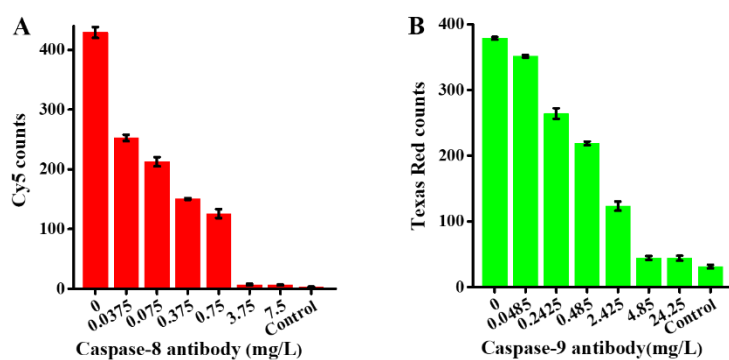 A
Cy5 counts
400
300
200
100
0
0 0.0375 0.075 0.375 0.75 3.75 7.5 Control
Caspase-8 antibody (mg/L)
B
Texas Red counts
400
300
200
100
0
0 0.0485 0.2425 0.485 2.425 4.85 24.25 Control
Caspase-9 antibody(mg/L)